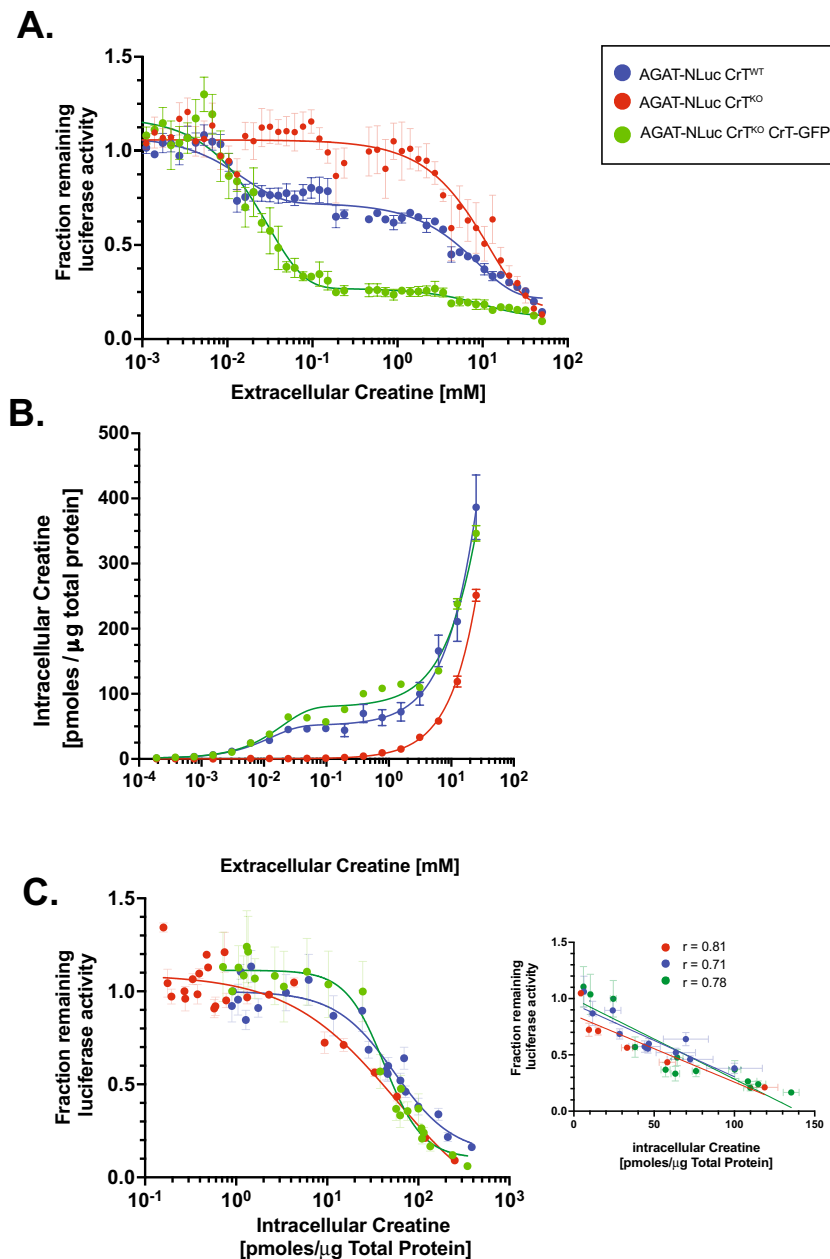 A.
Fraction remaining
luciferase activity
1.5
1.0
0.5
0.0
10-3
10-2
10-1
100
101
102
Extracellular Creatine [mM]
AGAT-NLuc CrTWT
AGAT-NLuc CrTKO
AGAT-NLuc CrTKO CrT-GFP
B.
Intracellular Creatine
[pmoles / μg total protein]
500
400
300
200
100
0
10-4
10-3
10-2
10-1
100
101
102
Extracellular Creatine [mM]
C.
Fraction remaining
luciferase activity
1.5
1.0
0.5
0.0
10-1
100
101
102
103
Intracellular Creatine
[pmoles/μg Total Protein]
Fraction remaining
luciferase activity
1.5
1.0
0.5
0.0
0
50
100
150
r = 0.81
r = 0.71
r = 0.78
intracellular Creatine
[pmoles/μg Total Protein]